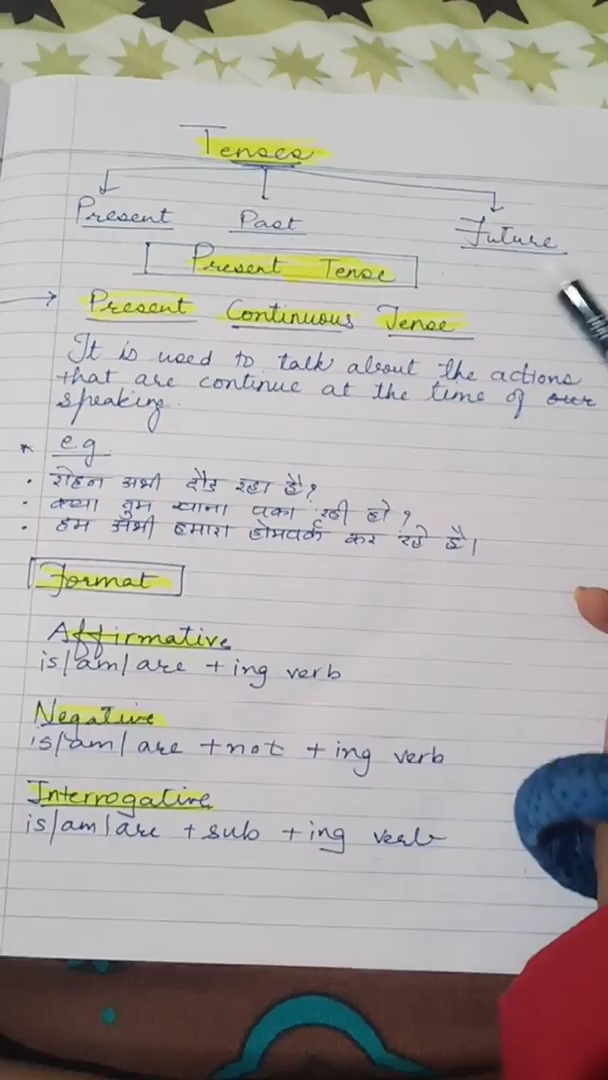 Tenses
Present Past Future
Present Tense
→ Present Continuous Tense
It is used to talk about the actions
that are continue at the time of our
speaking.
* e.g.
· रोहन अभी दौड रहा है?
· क्या तुम खाना पका रही हो?
· हम अभी हमारा होमवर्क कर रहे है।
Format
Affirmative
is/am/are + ing verb
Negative
is/am/are + not + ing verb
Interrogative
is/am/are + sub + ing verb